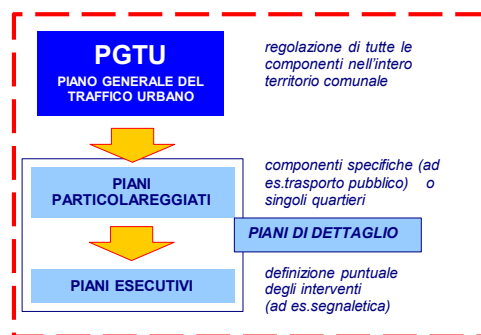 PGTU
PIANO GENERALE DEL
TRAFFICO URBANO
regolazione di tutte le
componenti nell'intero
territorio comunale
PIANI
PARTICOLAREGGIATI
componenti specifiche (ad
es.trasporto pubblico) o
singoli quartieri
PIANI DI DETTAGLIO
PIANI ESECUTIVI
definizione puntuale
degli interventi
(ad es.segnaletica)